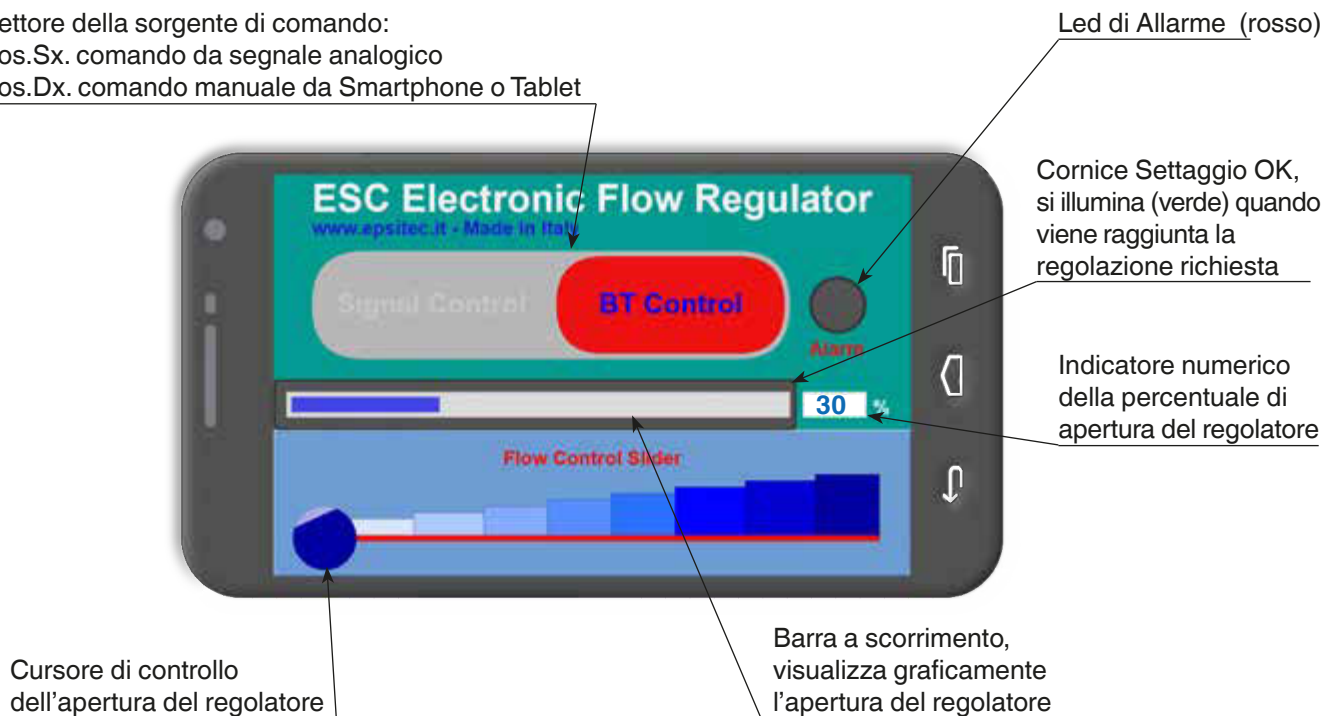 ettore della sorgente di comando:
os.Sx. comando da segnale analogico
os.Dx. comando manuale da Smartphone o Tablet
Led di Allarme (rosso)
Cornice Settaggio OK,
si illumina (verde) quando
viene raggiunta la
regolazione richiesta
ESC Electronic Flow Regulator
www.epsitec.it - Made in Italy
Signal Control
BT Control
Alarm
30 %
Indicatore numerico
della percentuale di
apertura del regolatore
Flow Control Slider
Cursore di controllo
dell'apertura del regolatore
Barra a scorrimento,
visualizza graficamente
l'apertura del regolatore